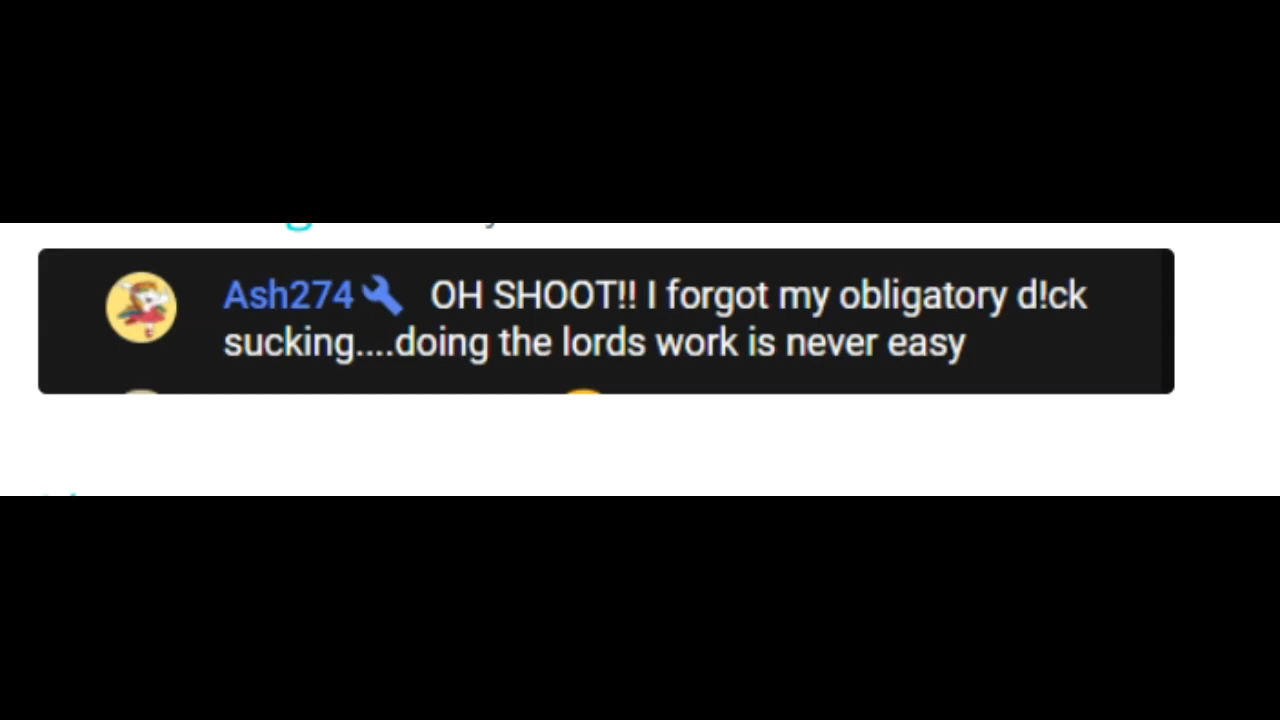 Ash274 OH SHOOT!! I forgot my obligatory d!ck
sucking....doing the lords work is never easy